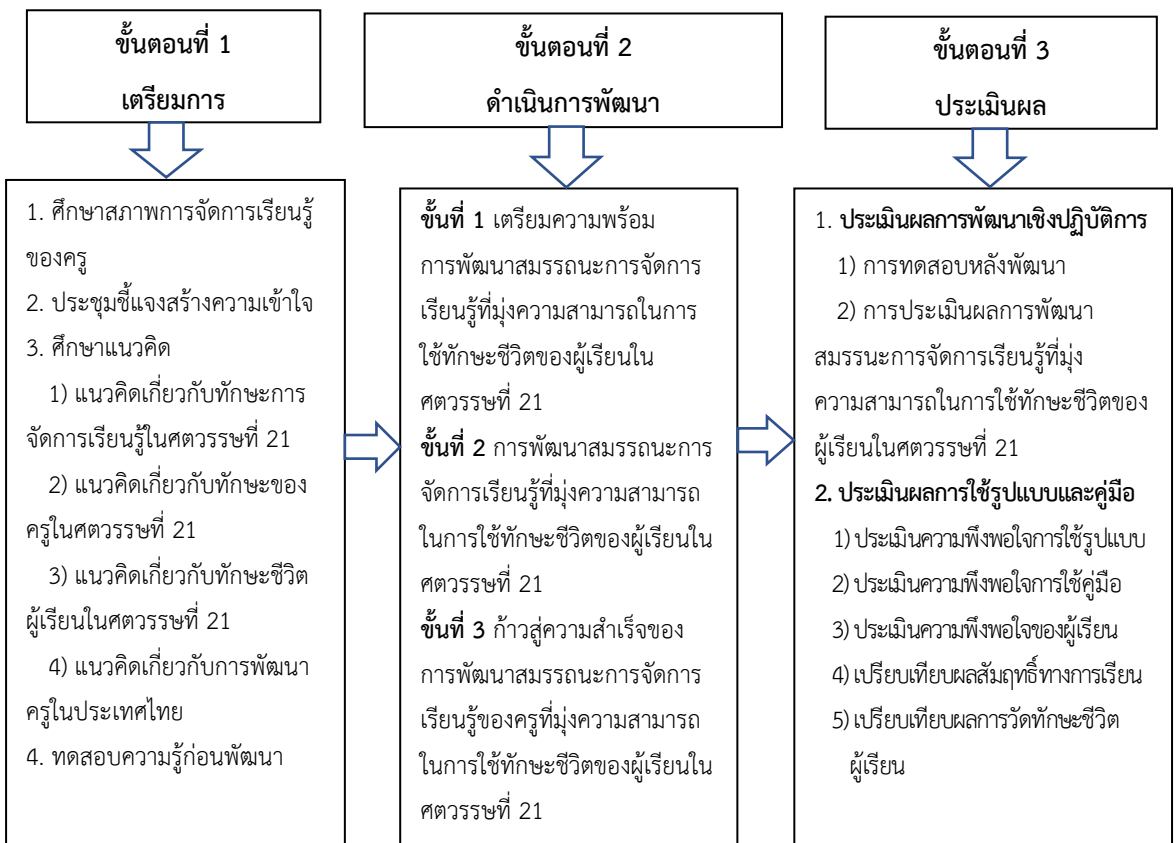 ขั้นตอนที่ 1
เตรียมการ
ขั้นตอนที่ 2
ดำเนินการพัฒนา
ขั้นตอนที่ 3
ประเมินผล
1. ศึกษาสภาพการจัดการเรียนรู้
ของครู
2. ประชุมชี้แจงสร้างความเข้าใจ
3. ศึกษาแนวคิด
1) แนวคิดเกี่ยวกับทักษะการ
จัดการเรียนรู้ในศตวรรษที่ 21
2) แนวคิดเกี่ยวกับทักษะของ
ครูในศตวรรษที่ 21
3) แนวคิดเกี่ยวกับทักษะชีวิต
ผู้เรียนในศตวรรษที่ 21
4) แนวคิดเกี่ยวกับการพัฒนา
ครูในประเทศไทย
4. ทดสอบความรู้ก่อนพัฒนา
ขั้นที่ 1 เตรียมความพร้อม
การพัฒนาสมรรถนะการจัดการ
เรียนรู้ที่มุ่งความสามารถในการ
ใช้ทักษะชีวิตของผู้เรียนใน
ศตวรรษที่ 21
ขั้นที่ 2 การพัฒนาสมรรถนะการ
จัดการเรียนรู้ที่มุ่งความสามารถ
ในการใช้ทักษะชีวิตของผู้เรียนใน
ศตวรรษที่ 21
ขั้นที่ 3 ก้าวสู่ความสำเร็จของ
การพัฒนาสมรรถนะการจัดการ
เรียนรู้ของครูที่มุ่งความสามารถ
ในการใช้ทักษะชีวิตของผู้เรียนใน
ศตวรรษที่ 21
1. ประเมินผลการพัฒนาเชิงปฏิบัติการ
1) การทดสอบหลังพัฒนา
2) การประเมินผลการพัฒนา
สมรรนะการจัดการเรียนรู้ที่มุ่ง
ความสามารถในการใช้ทักษะชีวิตของ
ผู้เรียนในศตวรรษที่ 21
2. ประเมินผลการใช้รูปแบบและคู่มือ
1) ประเมินความพึงพอใจการใช้รูปแบบ
2) ประเมินความพึงพอใจการใช้คู่มือ
3) ประเมินความพึงพอใจของผู้เรียน
4) เปรียบเทียบผลสัมฤทธิ์ทางการเรียน
5) เปรียบเทียบผลการวัดทักษะชีวิต
ผู้เรียน